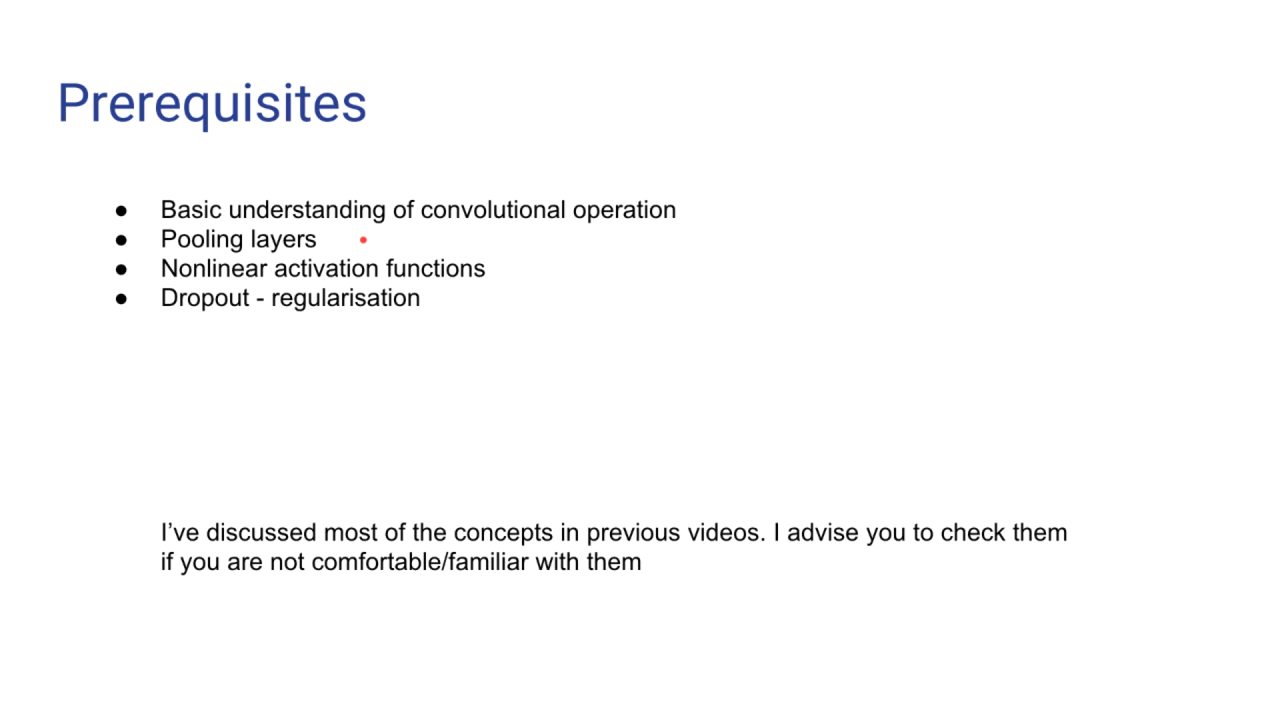 Prerequisites
● Basic understanding of convolutional operation
● Pooling layers
● Nonlinear activation functions
● Dropout - regularisation
I’ve discussed most of the concepts in previous videos. I advise you to check them
if you are not comfortable/familiar with them